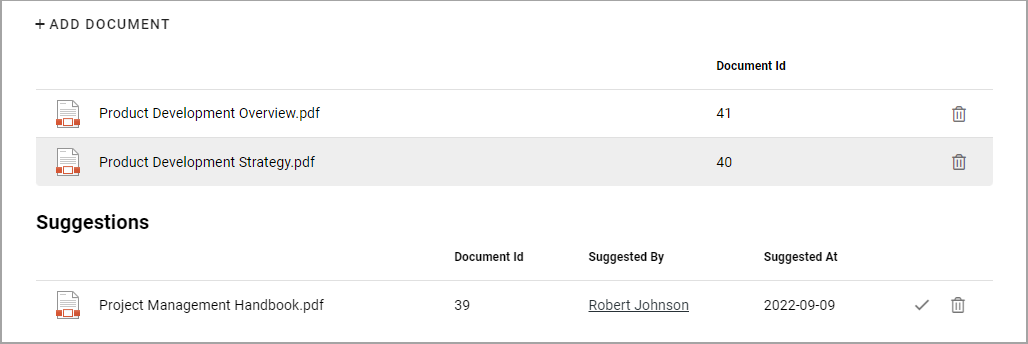 + ADD DOCUMENT
Document Id
Product Development Overview.pdf 41
Product Development Strategy.pdf 40
Suggestions
Document Id Suggested By Suggested At
Project Management Handbook.pdf 39 Robert Johnson 2022-09-09